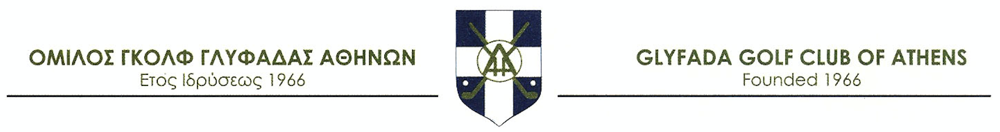 ΟΜΙΛΟΣ ΓΚΟΛΦ ΓΛΥΦΑΔΑΣ ΑΘΗΝΩΝ
Ετος Ιδρύσεως 1966
GLYFADA GOLF CLUB OF ATHENS
Founded 1966